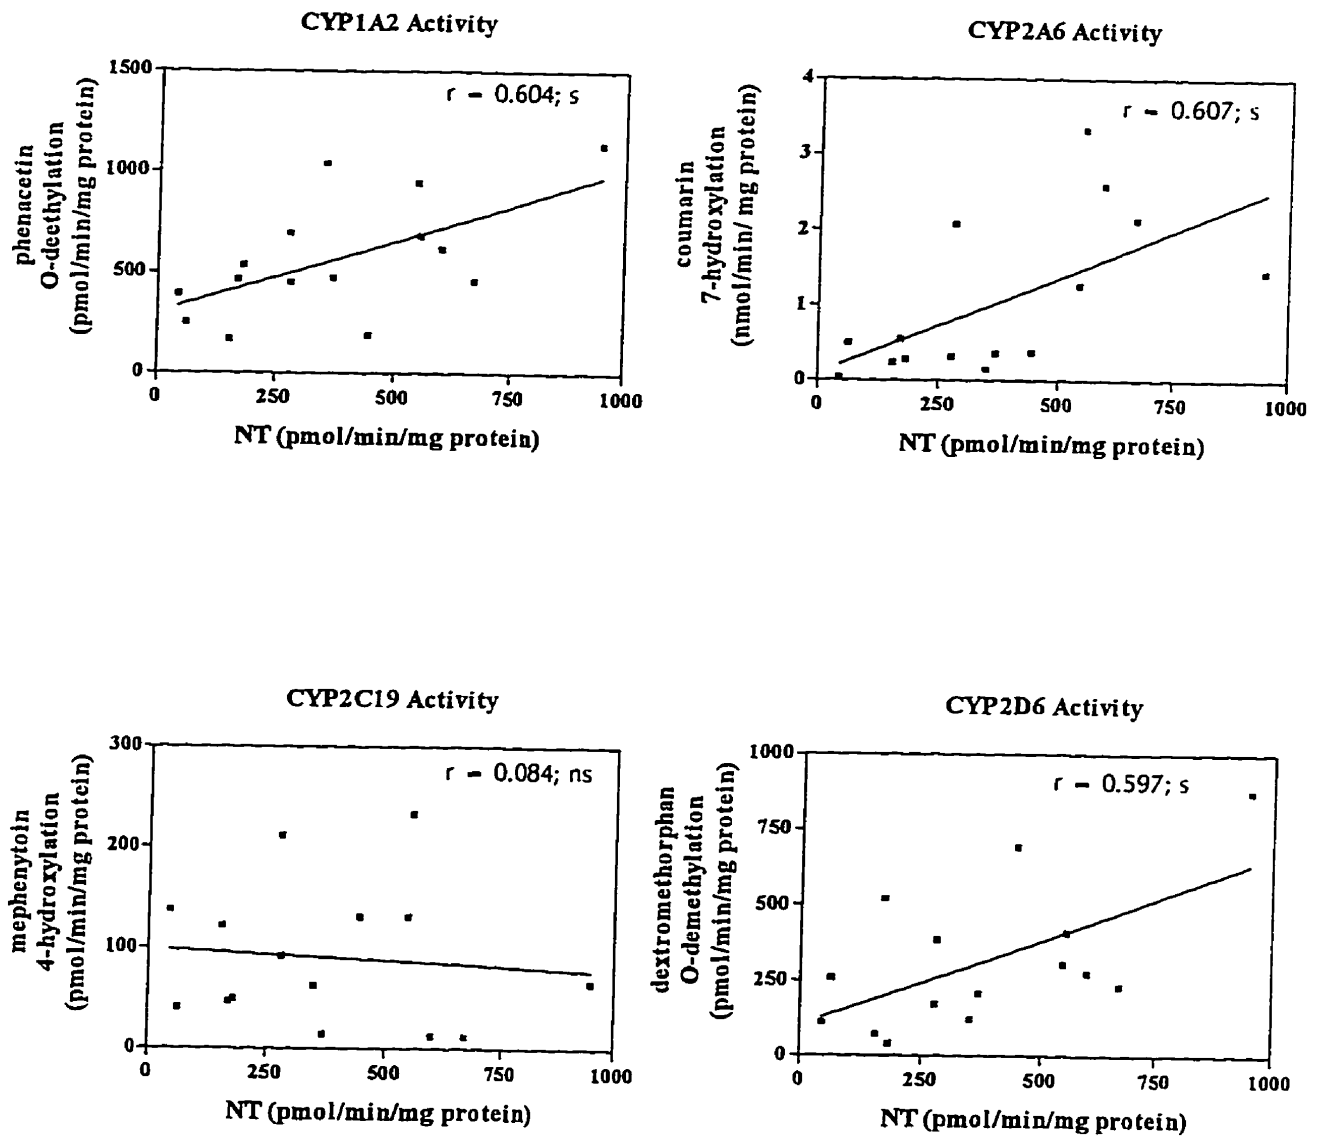 CYP1A2 Activity
phenacetin
O-deethylation
(pmol/min/mg protein)
1500
1000
500
0
r = 0.604; s
0 250 500 750 1000
NT (pmol/min/mg protein)
CYP2A6 Activity
coumarin
7-hydroxylation
(nmol/min/ mg protein)
4
3
2
1
0
r = 0.607; s
0 250 500 750 1000
NT (pmol/min/mg protein)
CYP2C19 Activity
mephenytoin
4-hydroxylation
(pmol/min/mg protein)
300
200
100
0
r = 0.084; ns
0 250 500 750 1000
NT (pmol/min/mg protein)
CYP2D6 Activity
dextromethorphan
O-demethylation
(pmol/min/mg protein)
1000
750
500
250
0
r = 0.597; s
0 250 500 750 1000
NT (pmol/min/mg protein)